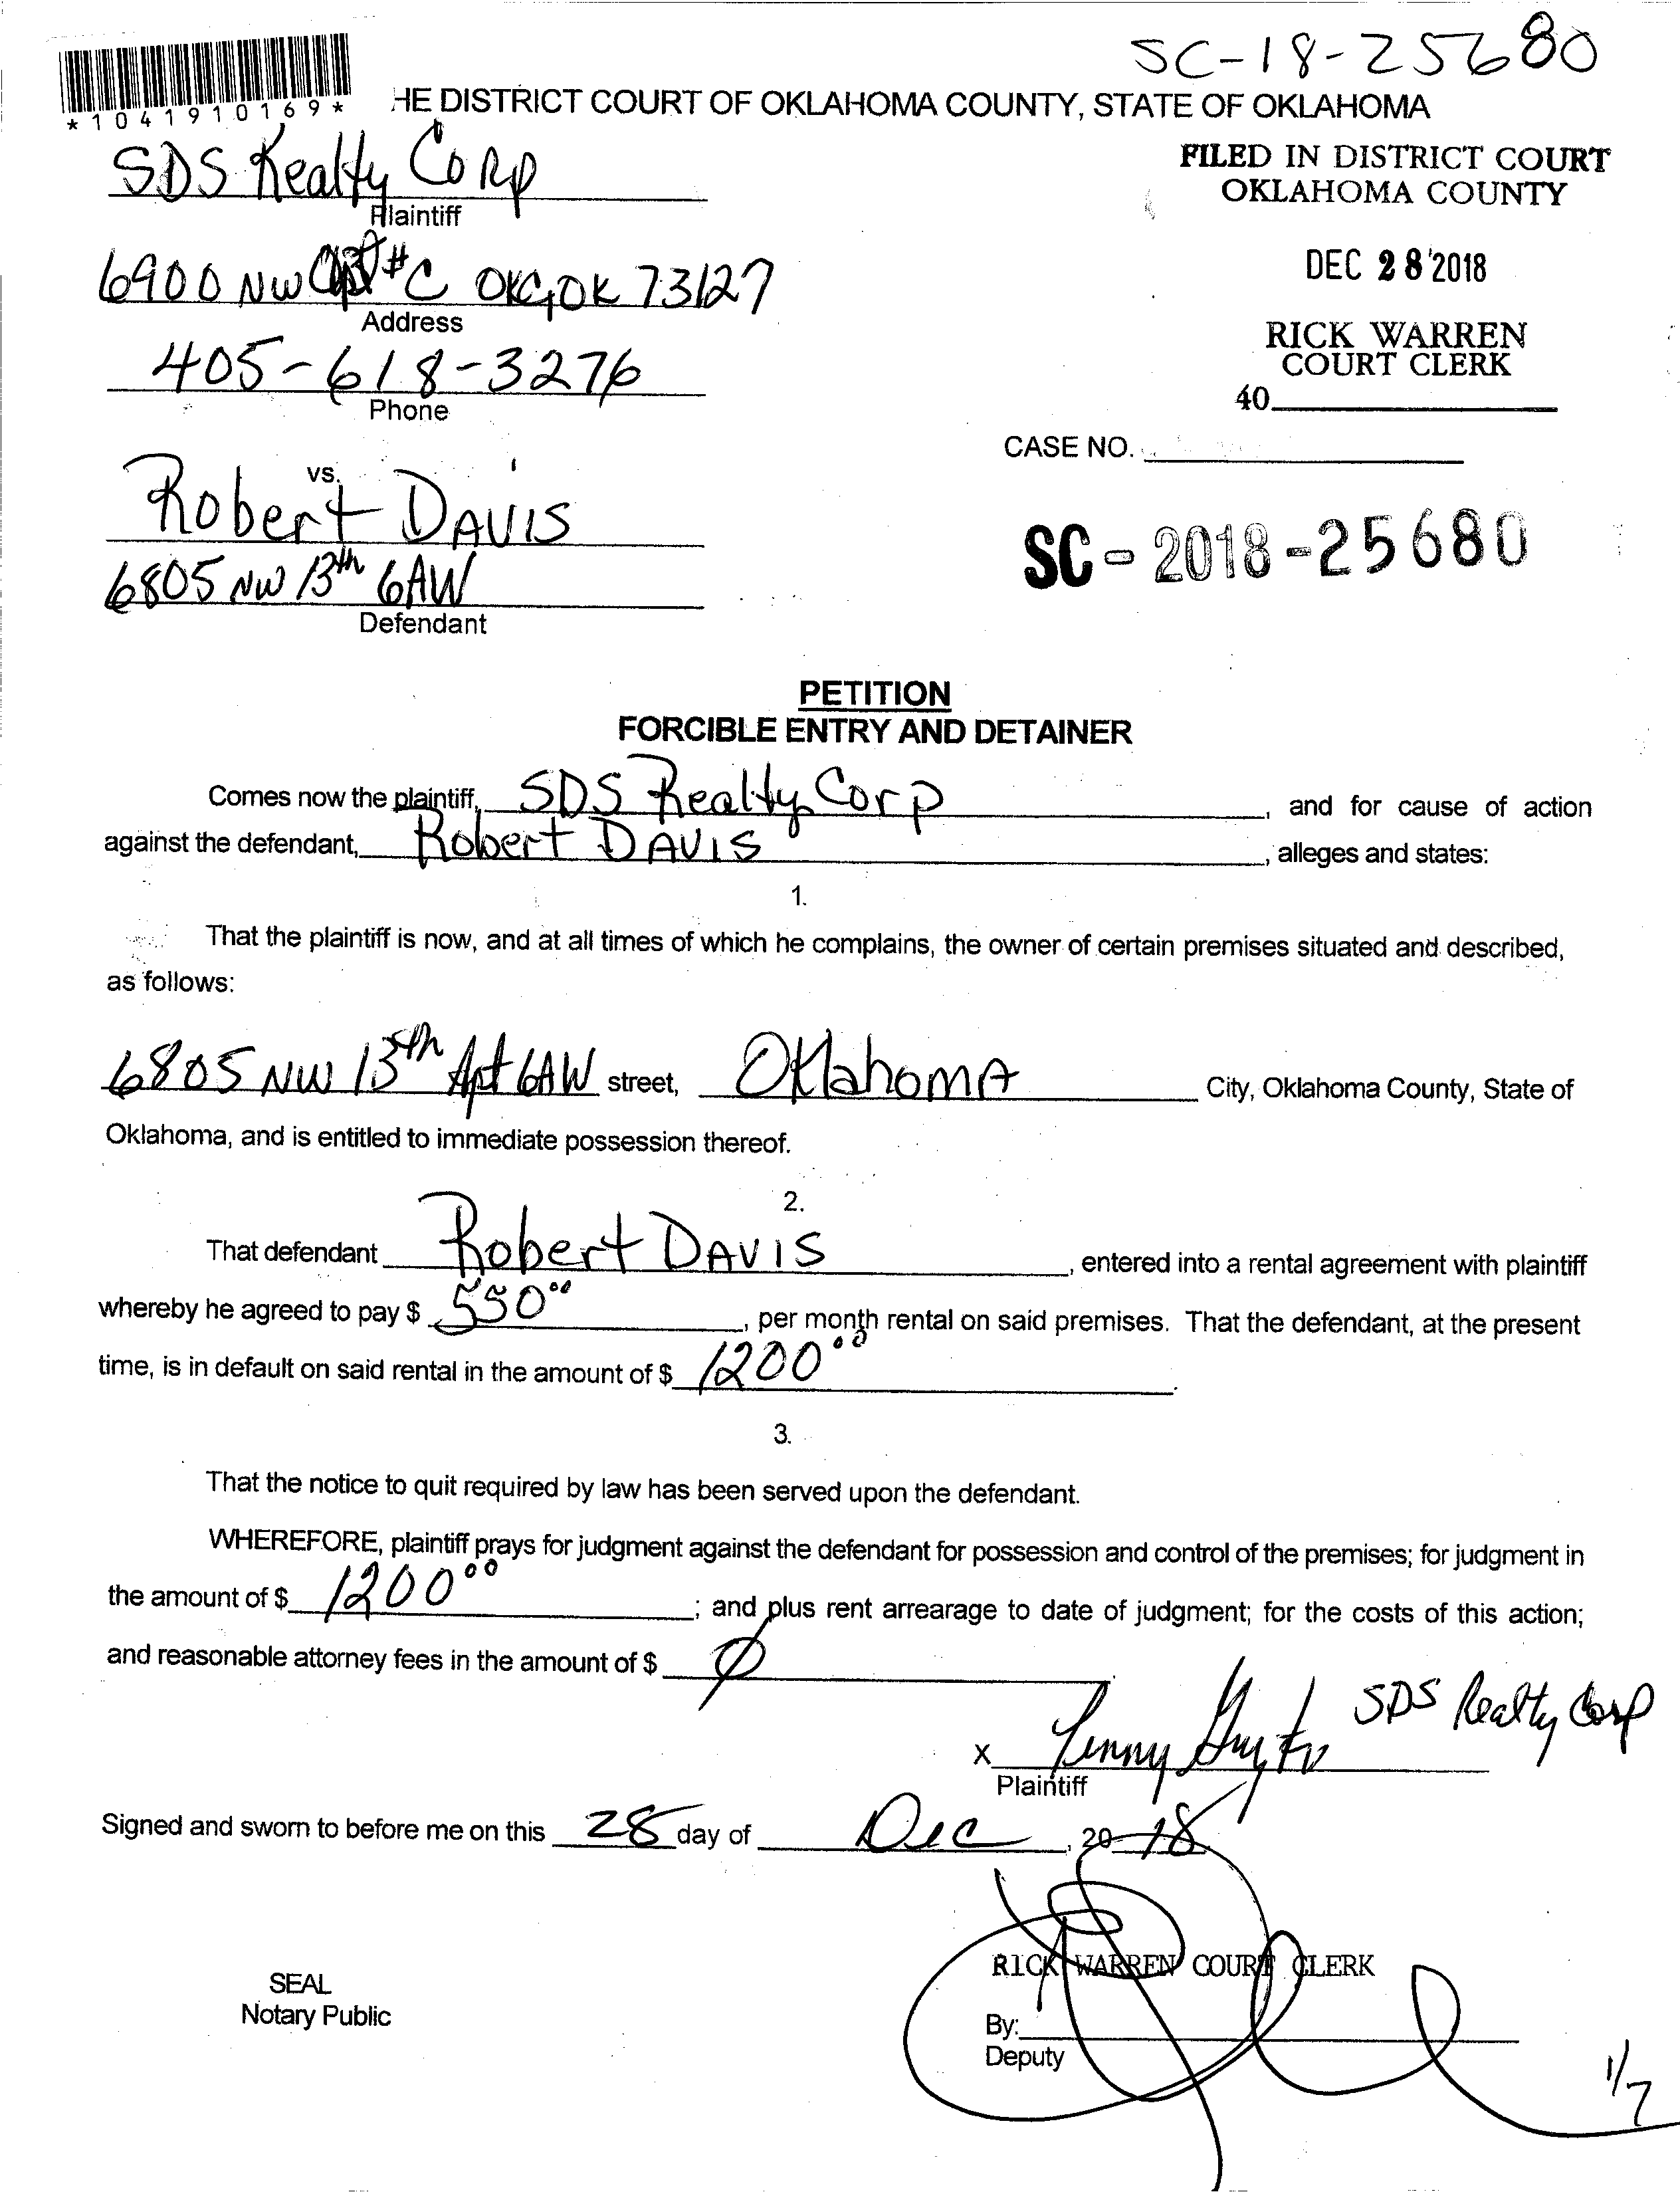 SC-18-25680
*1041910169*
HE DISTRICT COURT OF OKLAHOMA COUNTY, STATE OF OKLAHOMA
SDS Realty Corp
Plaintiff
FILED IN DISTRICT COURT
OKLAHOMA COUNTY
6900 NW #C OKC, OK 73127
Address
DEC 28 2018
405-618-3276
Phone
RICK WARREN
COURT CLERK
40
CASE NO.
vs.
Robert DAVIS
6805 NW 13th 6AW
Defendant
SC-2018-25680
PETITION
FORCIBLE ENTRY AND DETAINER
Comes now the plaintiff, SDS Realty Corp, and for cause of action
against the defendant, Robert DAVIS, alleges and states:
1.
That the plaintiff is now, and at all times of which he complains, the owner of certain premises situated and described,
as follows:
6805 NW 13th Apt 6AW street, OklahomA City, Oklahoma County, State of
Oklahoma, and is entitled to immediate possession thereof.
2.
That defendant Robert DAVIS, entered into a rental agreement with plaintiff
whereby he agreed to pay $ 550⁰⁰, per month rental on said premises. That the defendant, at the present
time, is in default on said rental in the amount of $ 1200⁰⁰.
3.
That the notice to quit required by law has been served upon the defendant.
WHEREFORE, plaintiff prays for judgment against the defendant for possession and control of the premises; for judgment in
the amount of $ 1200⁰⁰; and plus rent arrearage to date of judgment; for the costs of this action;
and reasonable attorney fees in the amount of $ Ø
x SDS Realty Corp
Plaintiff
Signed and sworn to before me on this 28 day of Dec, 2018
RICK WARREN COURT CLERK
SEAL
Notary Public
By:
Deputy
1/7